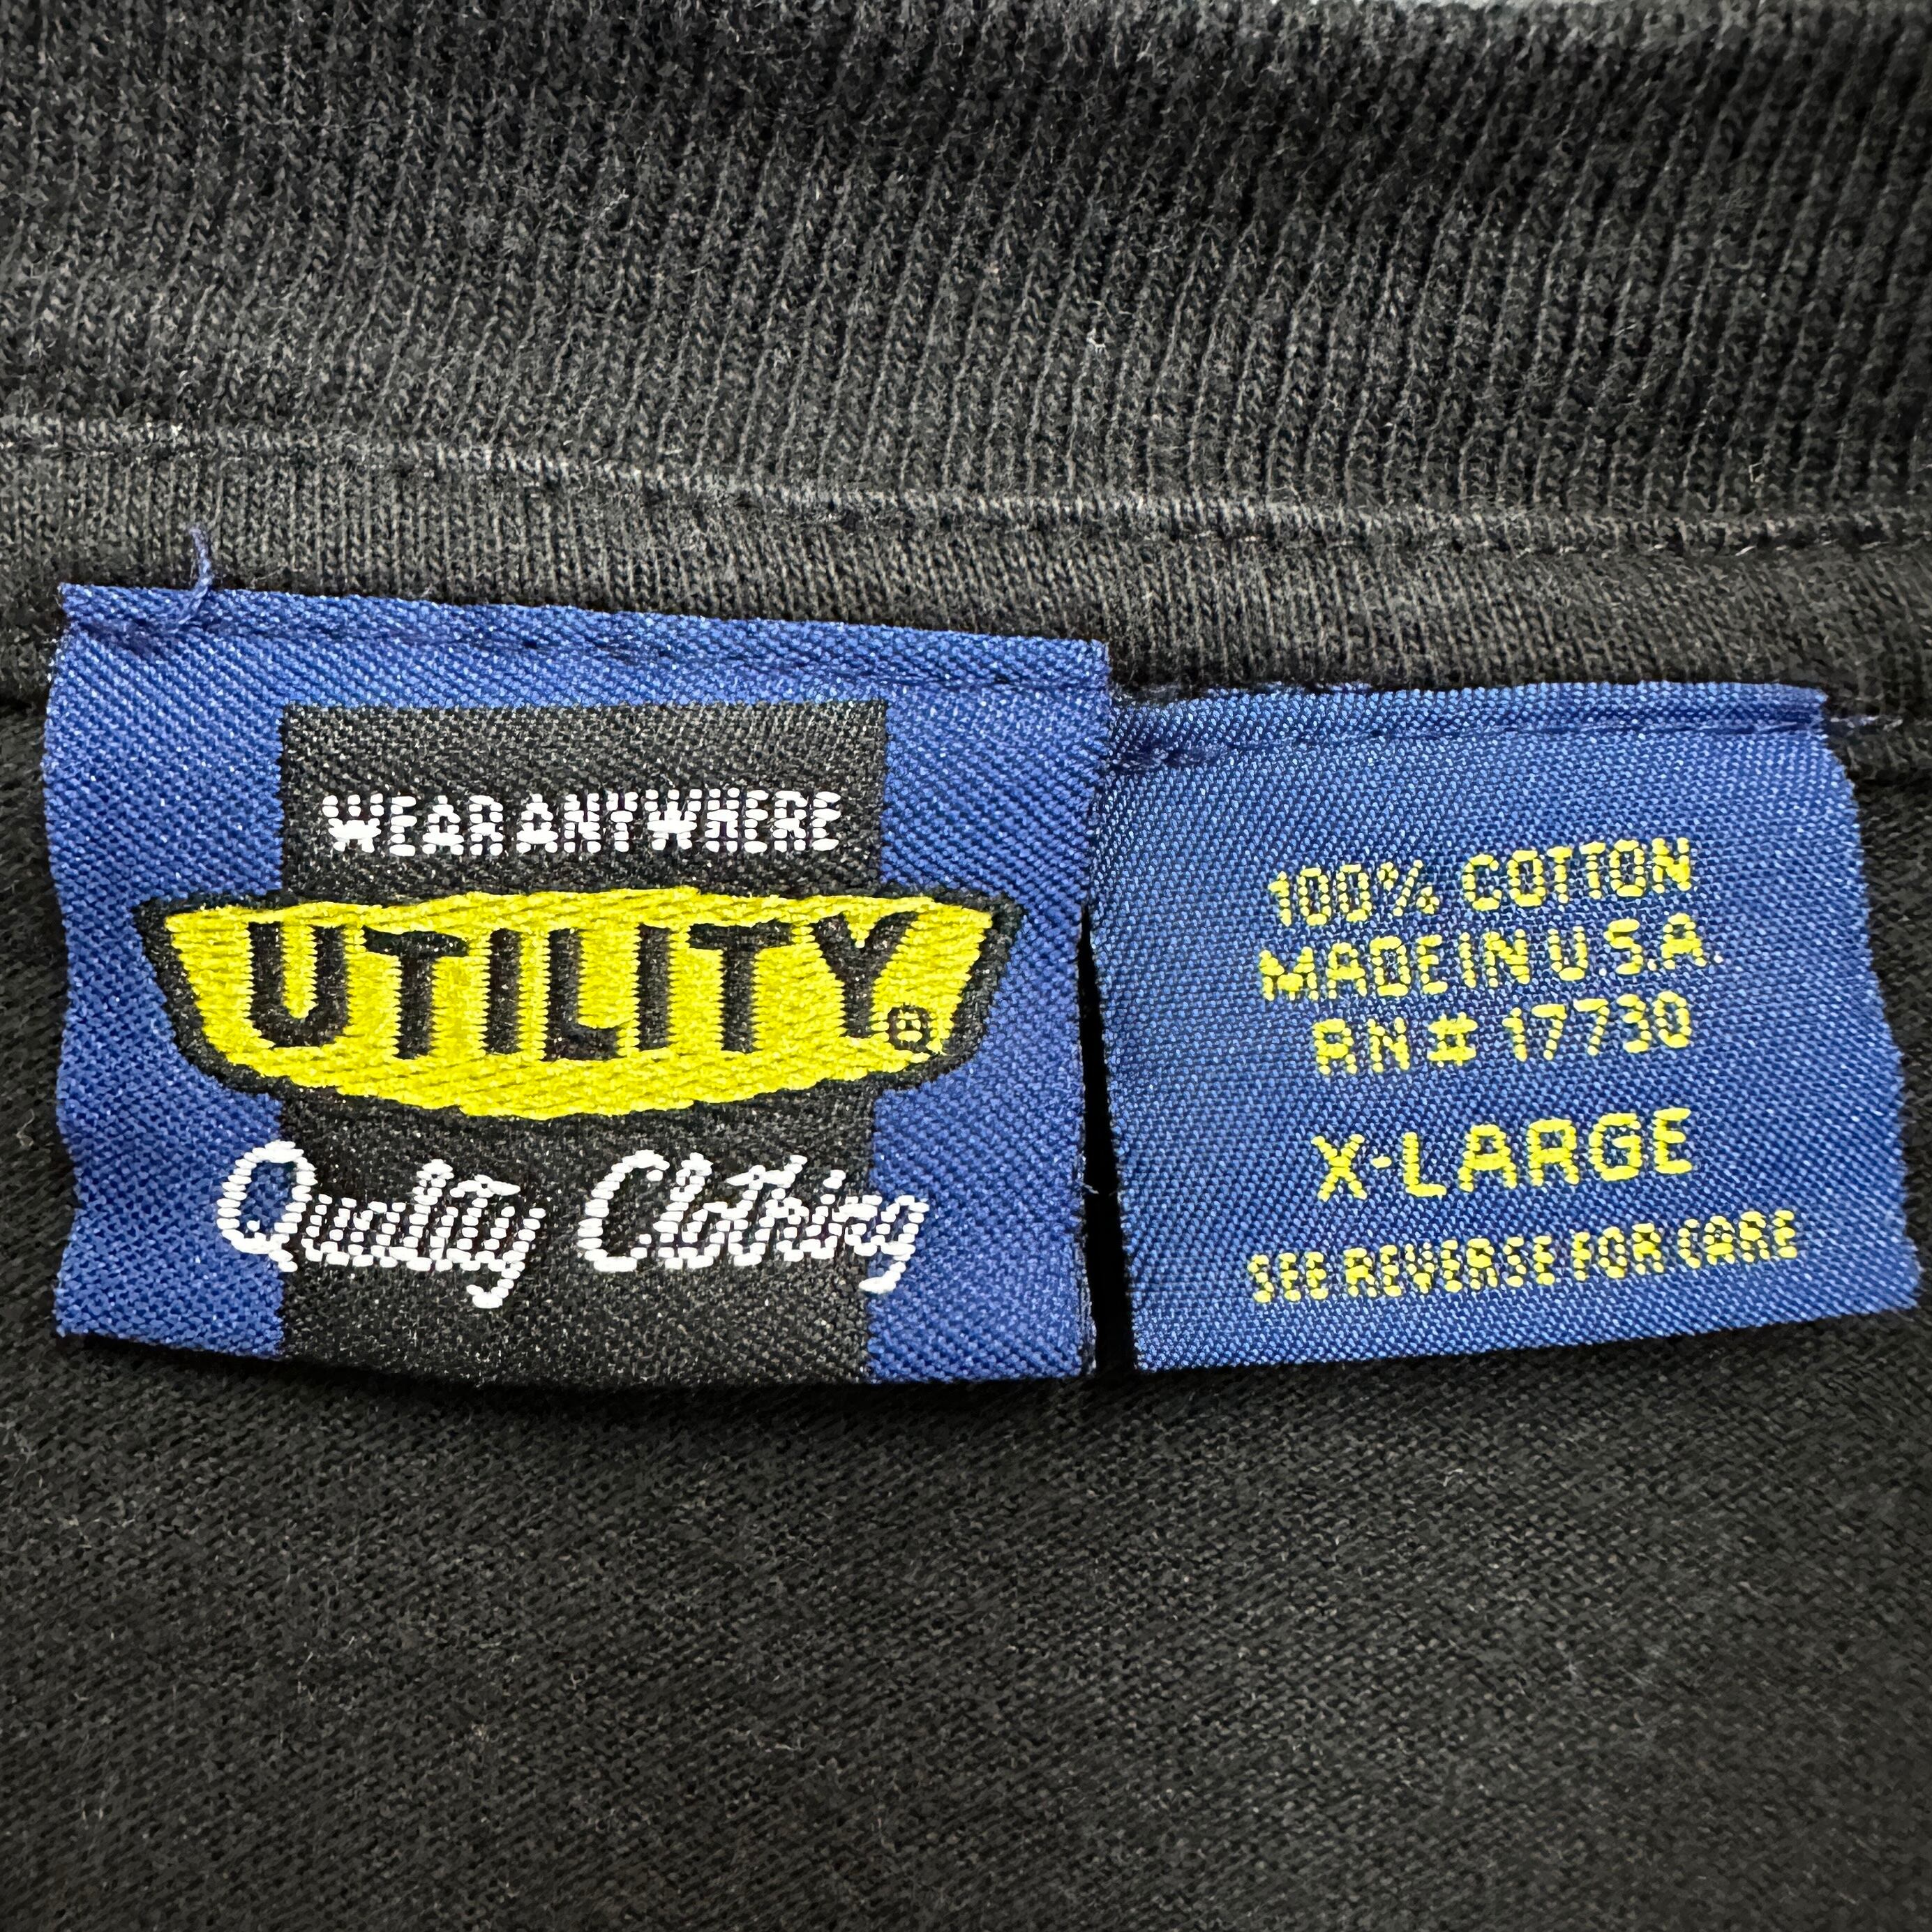 WEAR ANYWHERE
UTILITY®
Quality Clothing
100% COTTON
MADE IN U.S.A.
RN # 17730
X-LARGE
SEE REVERSE FOR CARE